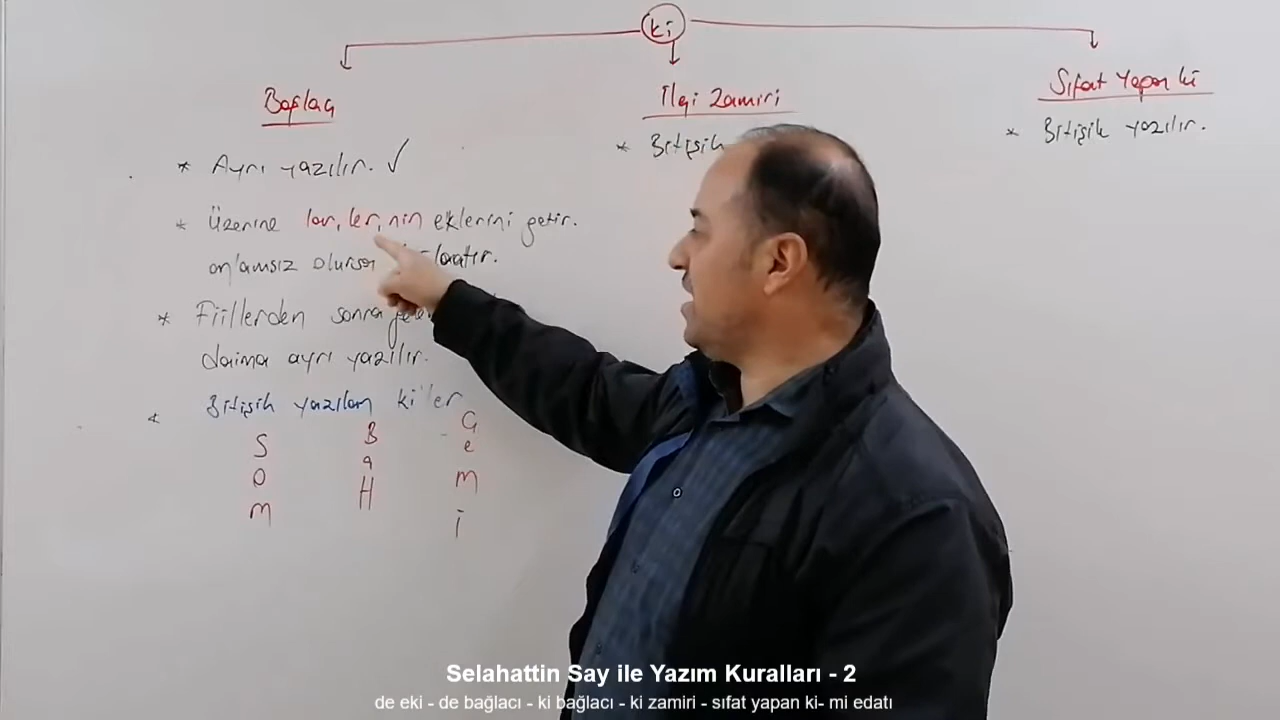 ki
Bağlaç
* Ayrı yazılır. ✓
* Üzerine lar, ler, nin eklerini getir.
anlamsız olursa
* Fiillerden sonra
daima ayrı yazılır.
* Bitişik yazılan ki'ler
S
O
m
B
a
H
G
e
m
i
İlgi Zamiri
* Bitişik
Sıfat Yapan ki
* Bitişik yazılır.
Selahattin Say ile Yazım Kuralları - 2
de eki - de bağlacı - ki bağlacı - ki zamiri - sıfat yapan ki- mi edatı